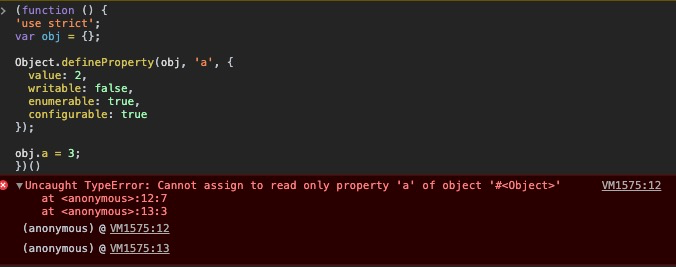 > (function () {
'use strict';
var obj = {};
Object.defineProperty(obj, 'a', {
value: 2,
writable: false,
enumerable: true,
configurable: true
});
obj.a = 3;
})()
▼Uncaught TypeError: Cannot assign to read only property 'a' of object '#<Object>' VM1575:12
at <anonymous>:12:7
at <anonymous>:13:3
(anonymous) @ VM1575:12
(anonymous) @ VM1575:13